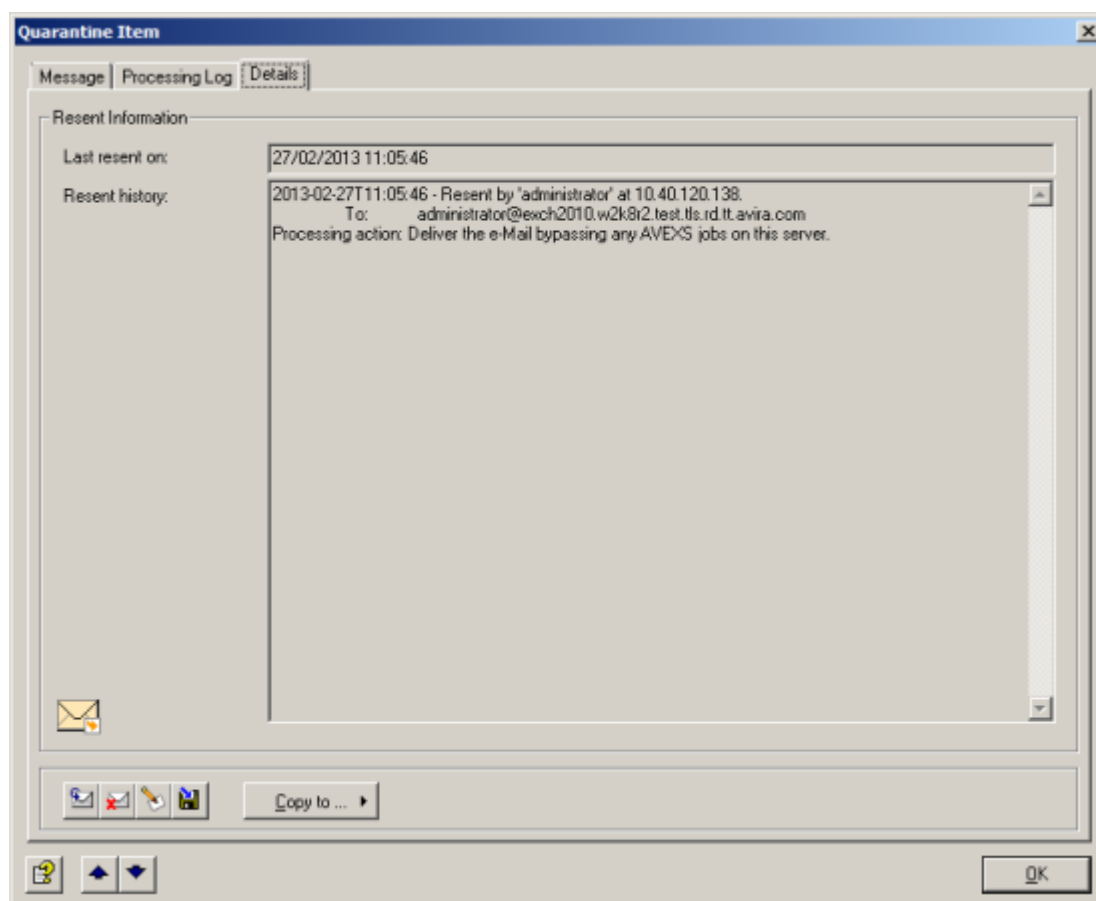 Quarantine Item
Message Processing Log Details
Resent Information
Last resent on: 27/02/2013 11:05:46
Resent history: 2013-02-27T11:05:46 - Resent by 'administrator' at 10.40.120.138.
To: administrator@exch2010.w2k8r2.test.tls.rd.tt.avira.com
Processing action: Deliver the e-Mail bypassing any AVEXS jobs on this server.
Copy to ...
OK